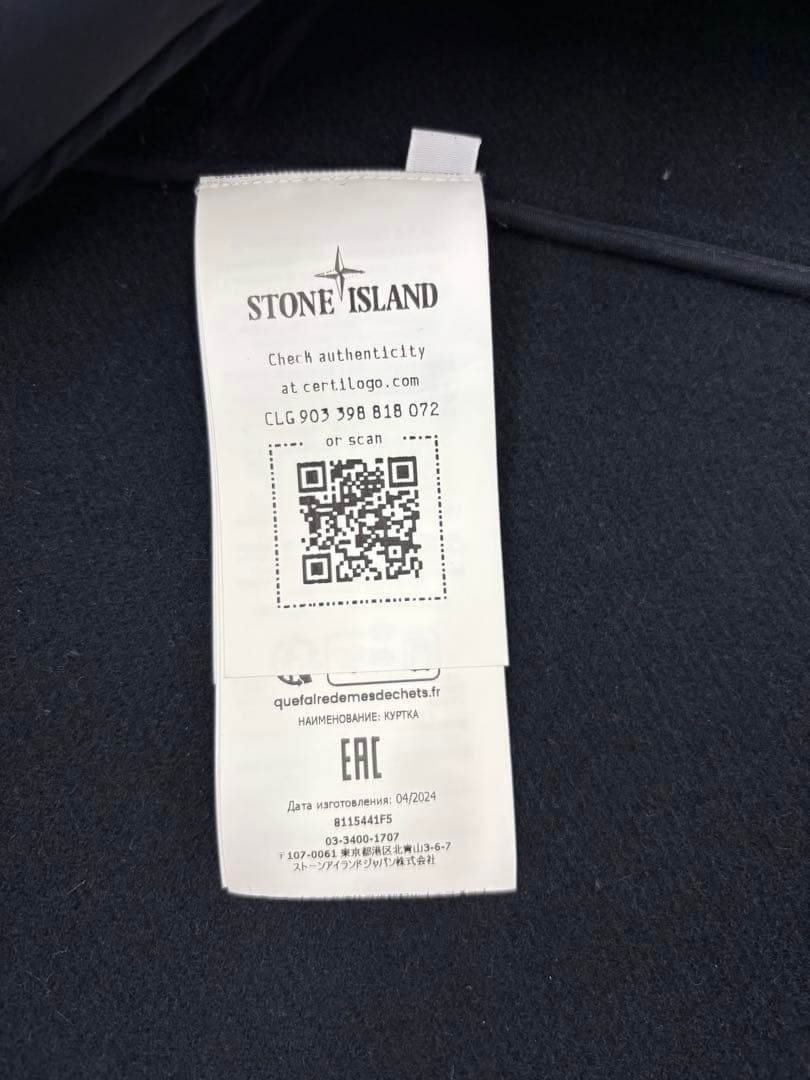 STONE ISLAND
Check authenticity
at certilogo.com
CLG 903 398 818 072
or scan
quefairedemesdechets.fr
НАИМЕНОВАНИЕ: КУРТКА
EAC
Дата изготовления: 04/2024
8115441F5
03-3400-1707
〒107-0061 東京都港区北青山3-6-7
ストーンアイランドジャパン株式会社